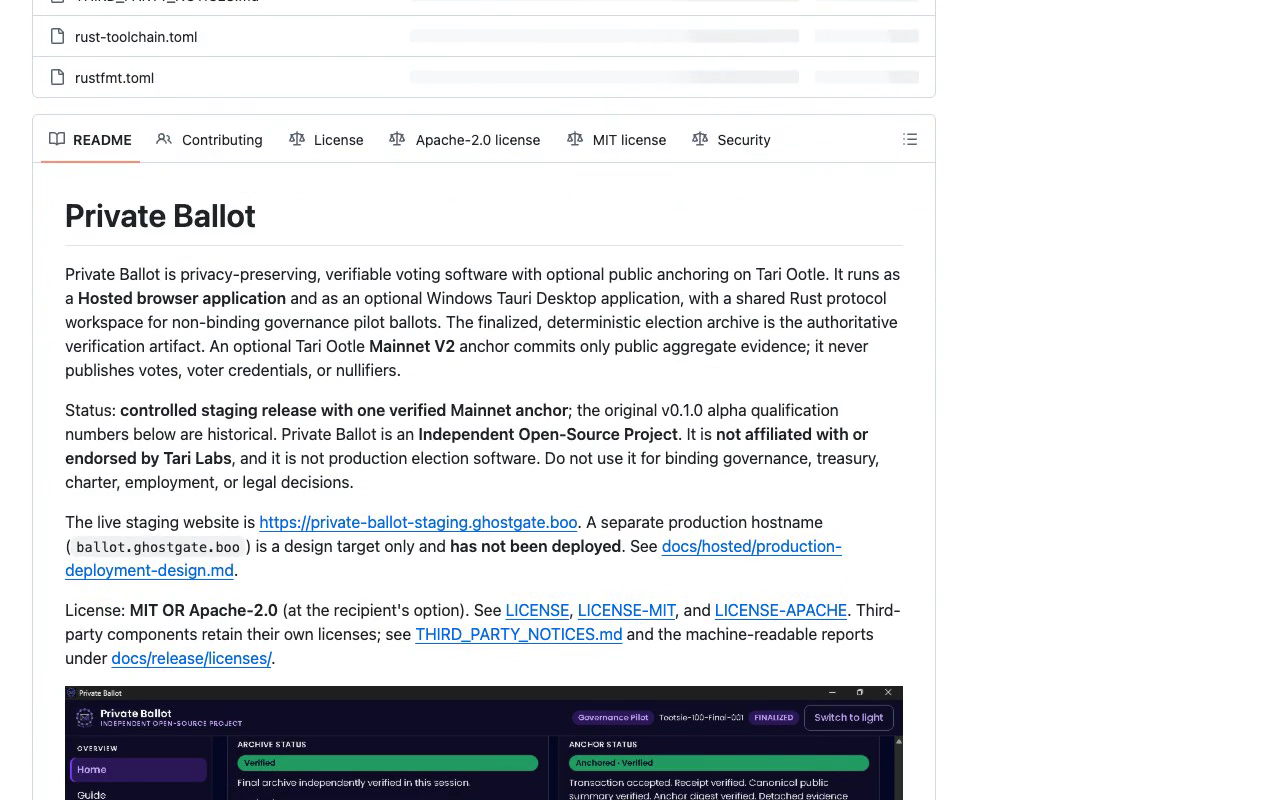 rust-toolchain.toml
rustfmt.toml
README Contributing License Apache-2.0 license MIT license Security
Private Ballot
Private Ballot is privacy-preserving, verifiable voting software with optional public anchoring on Tari Ootle. It runs as
a Hosted browser application and as an optional Windows Tauri Desktop application, with a shared Rust protocol
workspace for non-binding governance pilot ballots. The finalized, deterministic election archive is the authoritative
verification artifact. An optional Tari Ootle Mainnet V2 anchor commits only public aggregate evidence; it never
publishes votes, voter credentials, or nullifiers.
Status: controlled staging release with one verified Mainnet anchor; the original v0.1.0 alpha qualification
numbers below are historical. Private Ballot is an Independent Open-Source Project. It is not affiliated with or
endorsed by Tari Labs, and it is not production election software. Do not use it for binding governance, treasury,
charter, employment, or legal decisions.
The live staging website is https://private-ballot-staging.ghostgate.boo. A separate production hostname
(ballot.ghostgate.boo) is a design target only and has not been deployed. See docs/hosted/production-
deployment-design.md.
License: MIT OR Apache-2.0 (at the recipient's option). See LICENSE, LICENSE-MIT, and LICENSE-APACHE. Third-
party components retain their own licenses; see THIRD_PARTY_NOTICES.md and the machine-readable reports
under docs/release/licenses/.
Private Ballot
Private Ballot
INDEPENDENT OPEN-SOURCE PROJECT
Governance Pilot Tootsie-100-Final-001 FINALIZED Switch to light
OVERVIEW
Home
Guide
ARCHIVE STATUS
Verified
Final archive independently verified in this session.
ANCHOR STATUS
Anchored · Verified
Transaction accepted. Receipt verified. Canonical public
summary verified. Anchor digest verified. Detached evidence